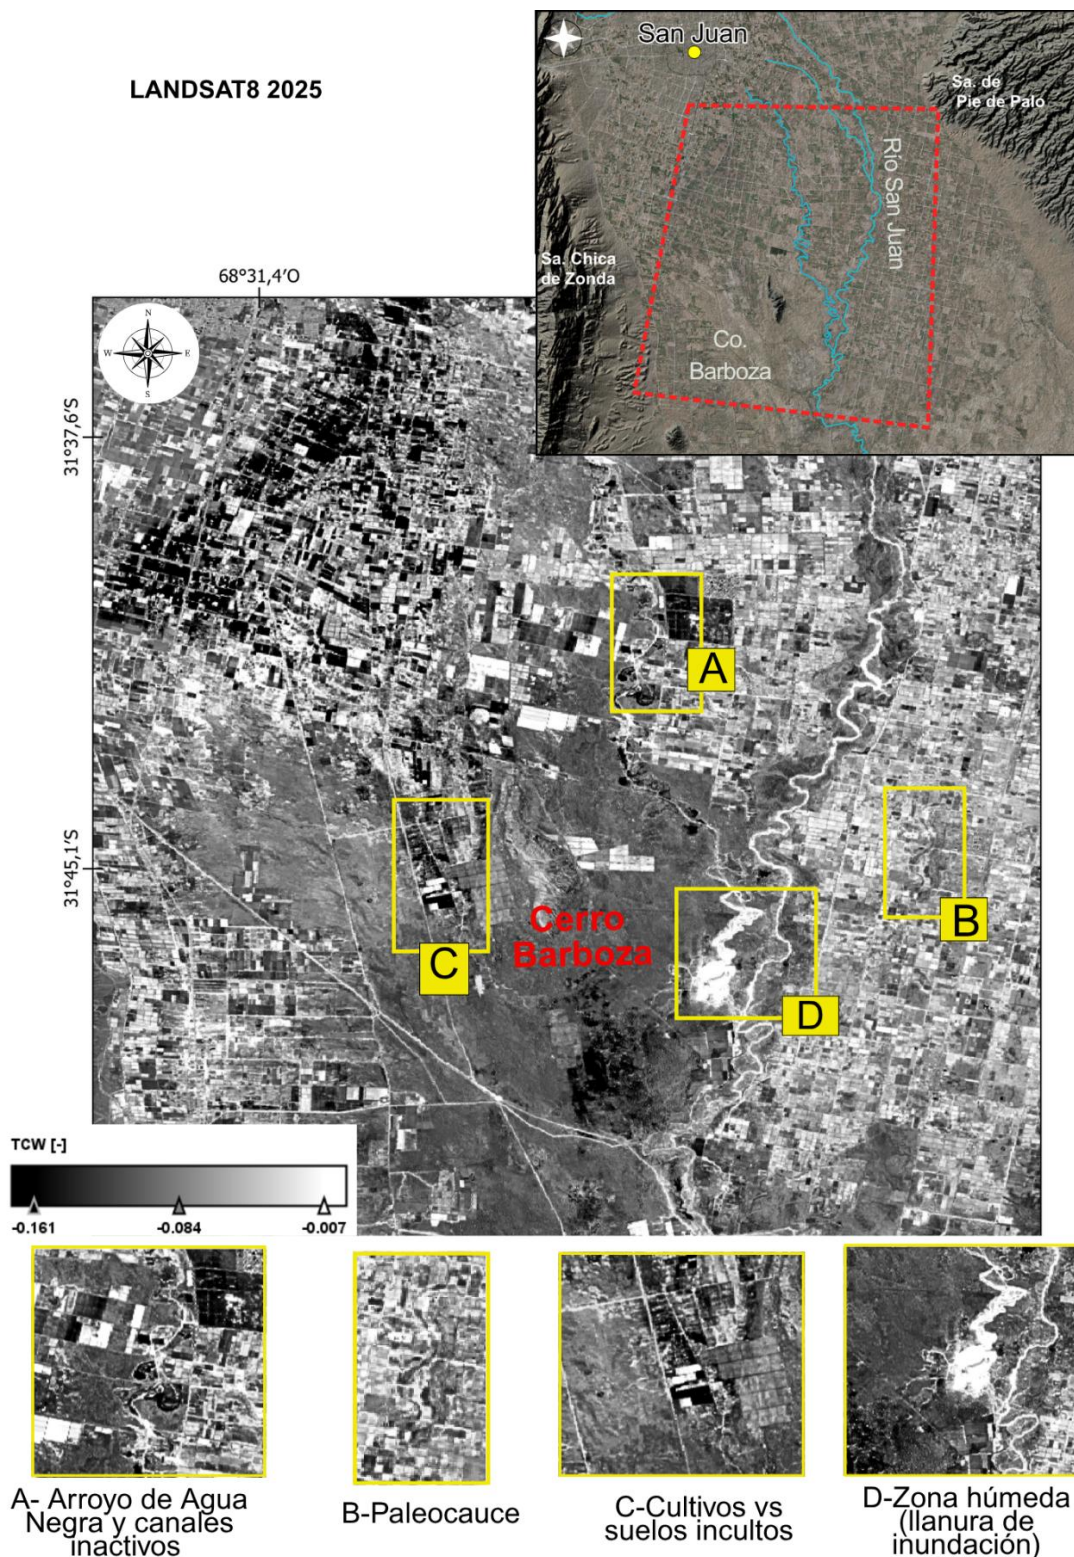 LANDSAT8 2025
San Juan
Sa. de
Pie de Palo
Río San Juan
Sa. Chica
de Zonda
Co.
Barboza
68°31,4′O
N
W
E
S
31°37,6′S
A
31°45,1′S
B
Cerro
Barboza
C
D
TCW [-]
-0.161
-0.084
-0.007
A- Arroyo de Agua
Negra y canales
inactivos
B-Paleocauce
C-Cultivos vs
suelos incultos
D-Zona húmeda
(llanura de
inundación)